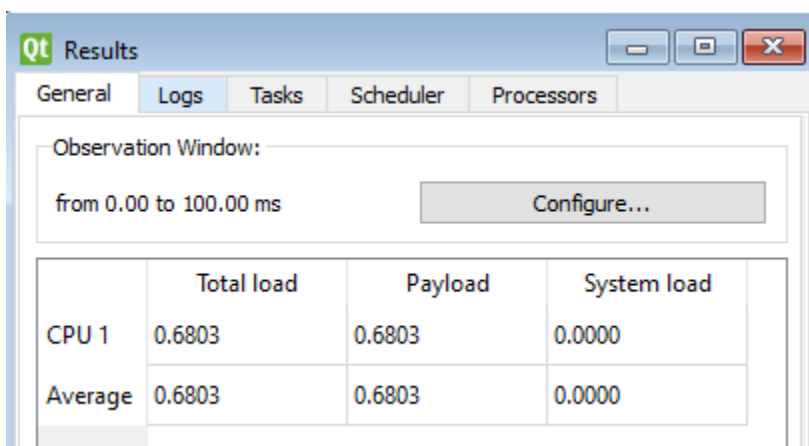 Qt Results
General Logs Tasks Scheduler Processors
Observation Window:
from 0.00 to 100.00 ms Configure...
Total load Payload System load
CPU 1 0.6803 0.6803 0.0000
Average 0.6803 0.6803 0.0000